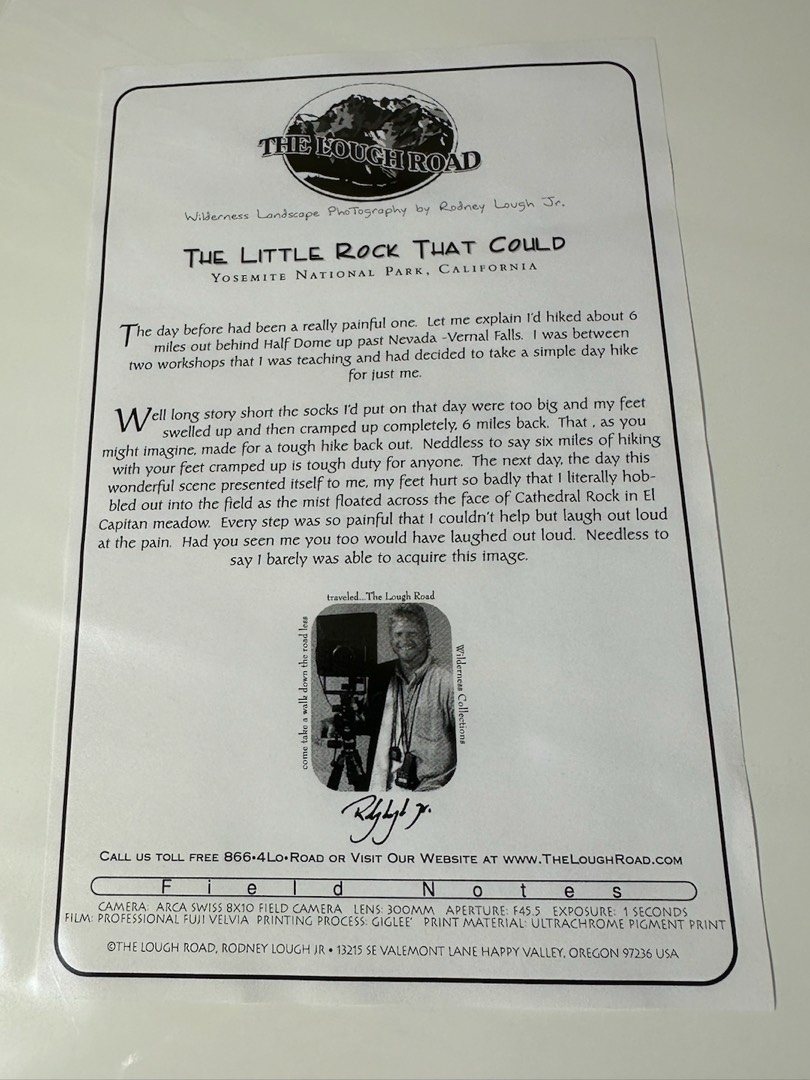 THE LOUGH ROAD
Wilderness Landscape Photography by Rodney Lough Jr.
THE LITTLE ROCK THAT COULD
YOSEMITE NATIONAL PARK, CALIFORNIA
The day before had been a really painful one. Let me explain I'd hiked about 6
miles out behind Half Dome up past Nevada -Vernal Falls. I was between
two workshops that I was teaching and had decided to take a simple day hike
for just me.
Well long story short the socks I'd put on that day were too big and my feet
swelled up and then cramped up completely, 6 miles back. That , as you
might imagine, made for a tough hike back out. Neddless to say six miles of hiking
with your feet cramped up is tough duty for anyone. The next day, the day this
wonderful scene presented itself to me, my feet hurt so badly that I literally hob-
bled out into the field as the mist floated across the face of Cathedral Rock in El
Capitan meadow. Every step was so painful that I couldn't help but laugh out loud
at the pain. Had you seen me you too would have laughed out loud. Needless to
say I barely was able to acquire this image.
come take a walk down the road less
traveled...The Lough Road
Wilderness Collections
CALL US TOLL FREE 866•4LO•ROAD OR VISIT OUR WEBSITE AT WWW.THELOUGHROAD.COM
Field Notes
CAMERA: ARCA SWISS 8X10 FIELD CAMERA LENS: 300MM APERTURE: F45.5 EXPOSURE: 1 SECONDS
FILM: PROFESSIONAL FUJI VELVIA PRINTING PROCESS: GIGLEE' PRINT MATERIAL: ULTRACHROME PIGMENT PRINT
©THE LOUGH ROAD, RODNEY LOUGH JR • 13215 SE VALEMONT LANE HAPPY VALLEY, OREGON 97236 USA